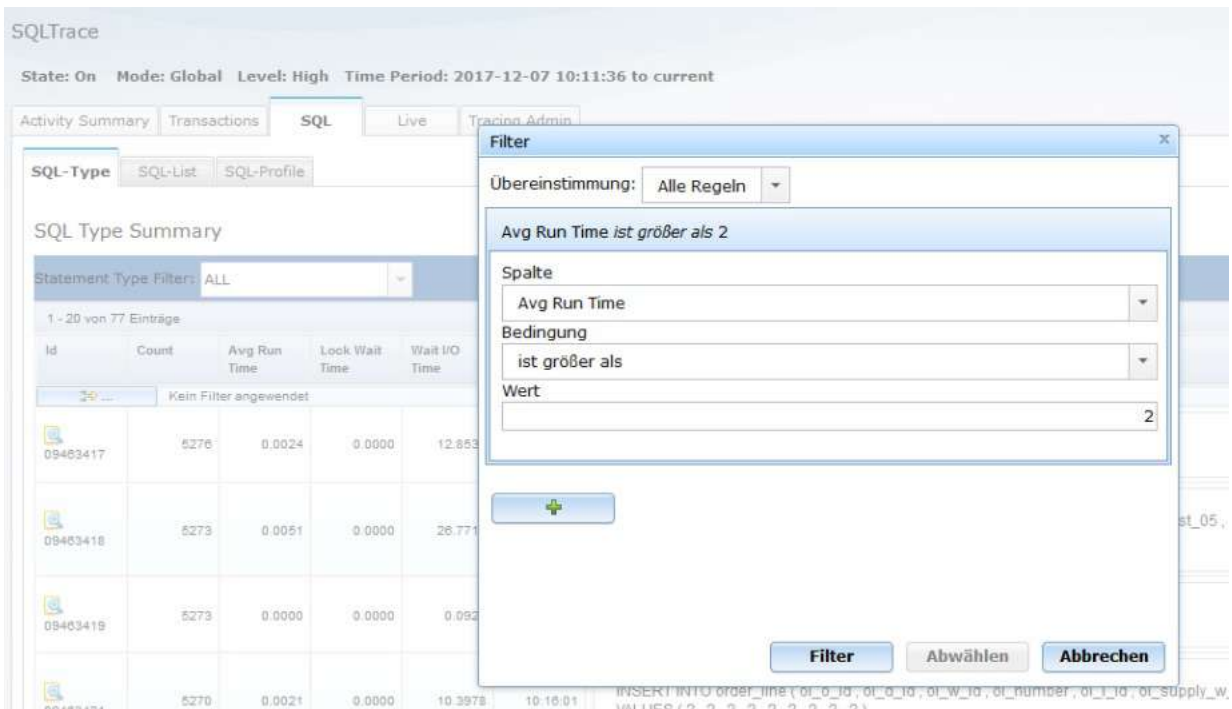 SQLTrace
State: On Mode: Global Level: High Time Period: 2017-12-07 10:11:36 to current
Activity Summary Transactions SQL Live Tracing Admin
SQL-Type SQL-List SQL-Profile
SQL Type Summary
Statement Type Filter: ALL
1 - 20 von 77 Einträge
Id Count Avg Run Time Lock Wait Time Wait I/O Time
... Kein Filter angewendet
09463417 5276 0.0024 0.0000 12.853
09463418 5273 0.0051 0.0000 26.771 st_05 ,
09463419 5273 0.0000 0.0000 0.092
5270 0.0021 0.0000 10.3978 10:16:01 INSERT INTO order_line ( ol_o_id , ol_d_id , ol_w_id , ol_number , ol_i_id , ol_supply_w_
Filter x
Übereinstimmung: Alle Regeln
Avg Run Time ist größer als 2
Spalte
Avg Run Time
Bedingung
ist größer als
Wert
2
Filter Abwählen Abbrechen